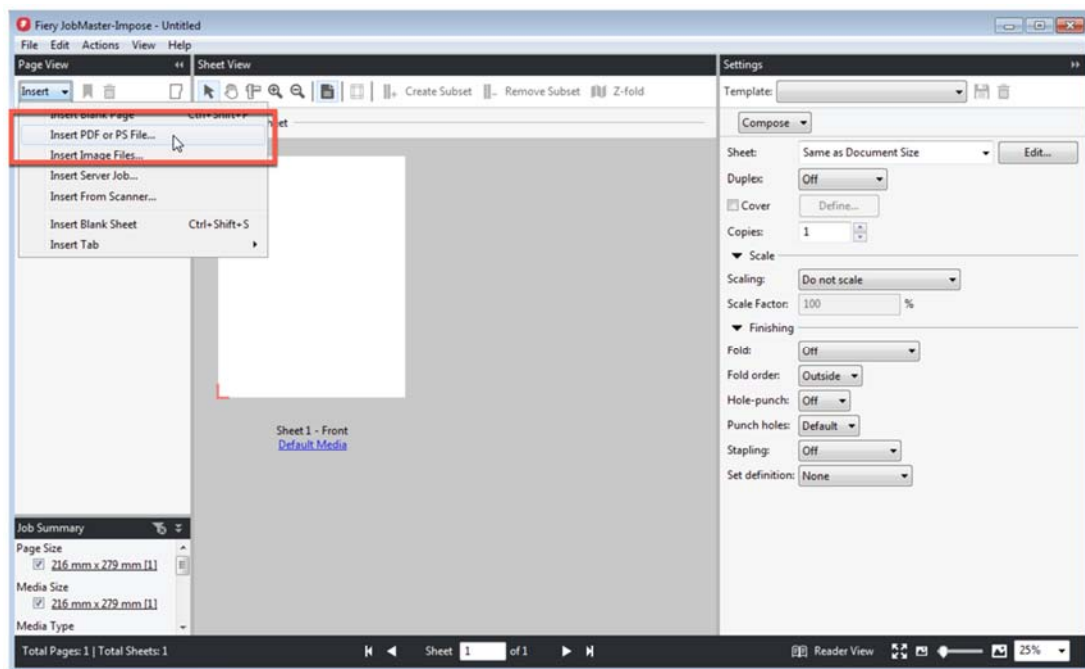 Fiery JobMaster-Impose - Untitled
File Edit Actions View Help
Page View
Sheet View
Settings
Insert
Create Subset Remove Subset Z-fold
Template:
Insert Blank Page Ctrl+Shift+P
Insert PDF or PS File...
Insert Image Files...
Insert Server Job...
Insert From Scanner...
Insert Blank Sheet Ctrl+Shift+S
Insert Tab
Sheet 1 - Front
Default Media
Compose
Sheet: Same as Document Size Edit...
Duplex: Off
Cover Define...
Copies: 1
Scale
Scaling: Do not scale
Scale Factor: 100 %
Finishing
Fold: Off
Fold order: Outside
Hole-punch: Off
Punch holes: Default
Stapling: Off
Set definition: None
Job Summary
Page Size
216 mm x 279 mm [1]
Media Size
216 mm x 279 mm [1]
Media Type
Total Pages: 1 | Total Sheets: 1
Sheet 1 of 1
Reader View
25%